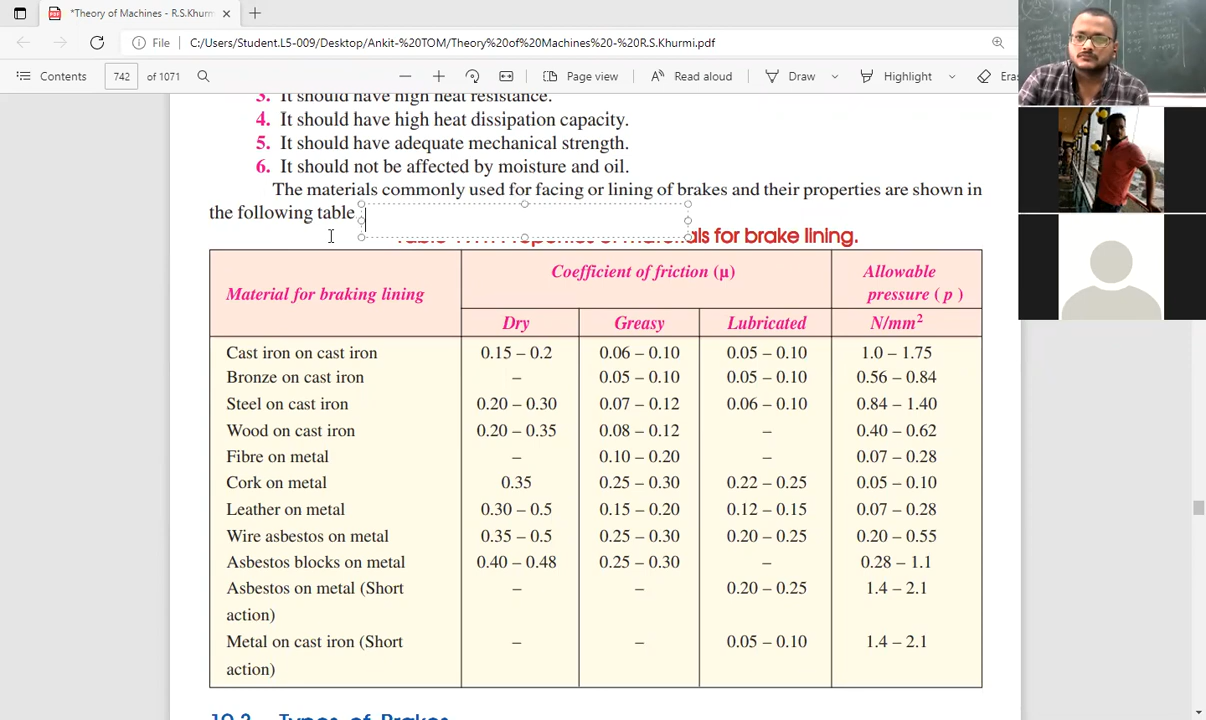 *Theory of Machines - R.S.Khurm
File C:/Users/Student.L5-009/Desktop/Ankit-%20TOM/Theory%20of%20Machines%20-%20R.S.Khurmi.pdf
Contents 742 of 1071 Page view Read aloud Draw Highlight Eras
3. It should have high heat resistance.
4. It should have high heat dissipation capacity.
5. It should have adequate mechanical strength.
6. It should not be affected by moisture and oil.
The materials commonly used for facing or lining of brakes and their properties are shown in
the following table
als for brake lining.
Material for braking lining Coefficient of friction (μ) Allowable pressure ( p )
Dry Greasy Lubricated N/mm2
Cast iron on cast iron 0.15 – 0.2 0.06 – 0.10 0.05 – 0.10 1.0 – 1.75
Bronze on cast iron – 0.05 – 0.10 0.05 – 0.10 0.56 – 0.84
Steel on cast iron 0.20 – 0.30 0.07 – 0.12 0.06 – 0.10 0.84 – 1.40
Wood on cast iron 0.20 – 0.35 0.08 – 0.12 – 0.40 – 0.62
Fibre on metal – 0.10 – 0.20 – 0.07 – 0.28
Cork on metal 0.35 0.25 – 0.30 0.22 – 0.25 0.05 – 0.10
Leather on metal 0.30 – 0.5 0.15 – 0.20 0.12 – 0.15 0.07 – 0.28
Wire asbestos on metal 0.35 – 0.5 0.25 – 0.30 0.20 – 0.25 0.20 – 0.55
Asbestos blocks on metal 0.40 – 0.48 0.25 – 0.30 – 0.28 – 1.1
Asbestos on metal (Short – – 0.20 – 0.25 1.4 – 2.1
action)
Metal on cast iron (Short – – 0.05 – 0.10 1.4 – 2.1
action)
Types of Brakes